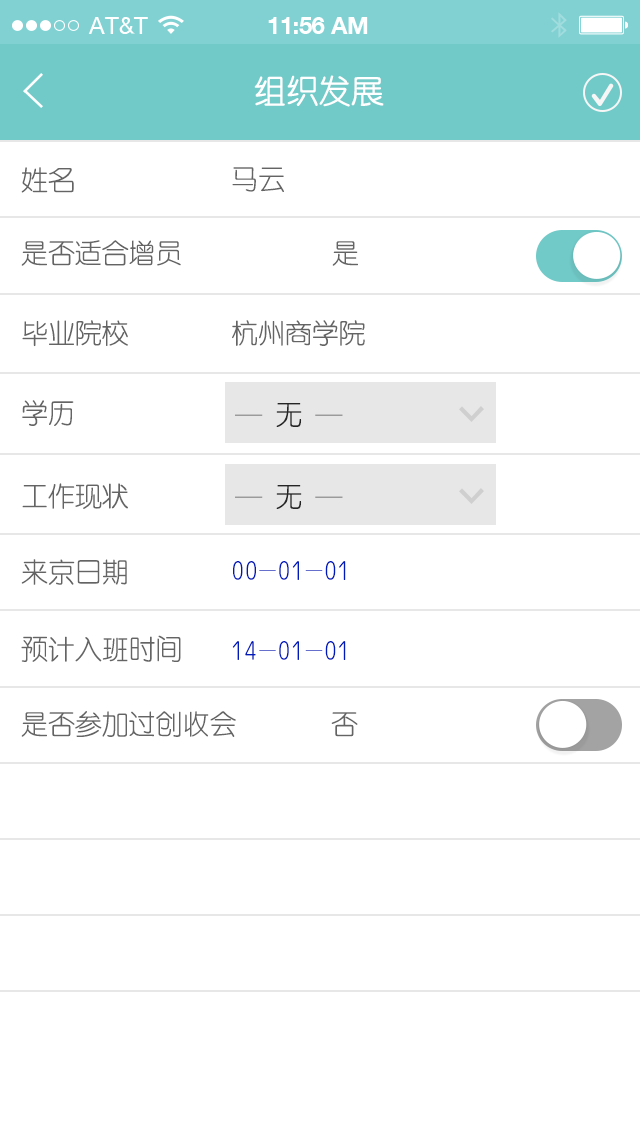 AT&T 11:56 AM
组织发展
姓名 马云
是否适合增员 是
毕业院校 杭州商学院
学历 — 无 —
工作现状 — 无 —
来京日期 00—01—01
预计入班时间 14—01—01
是否参加过创收会 否